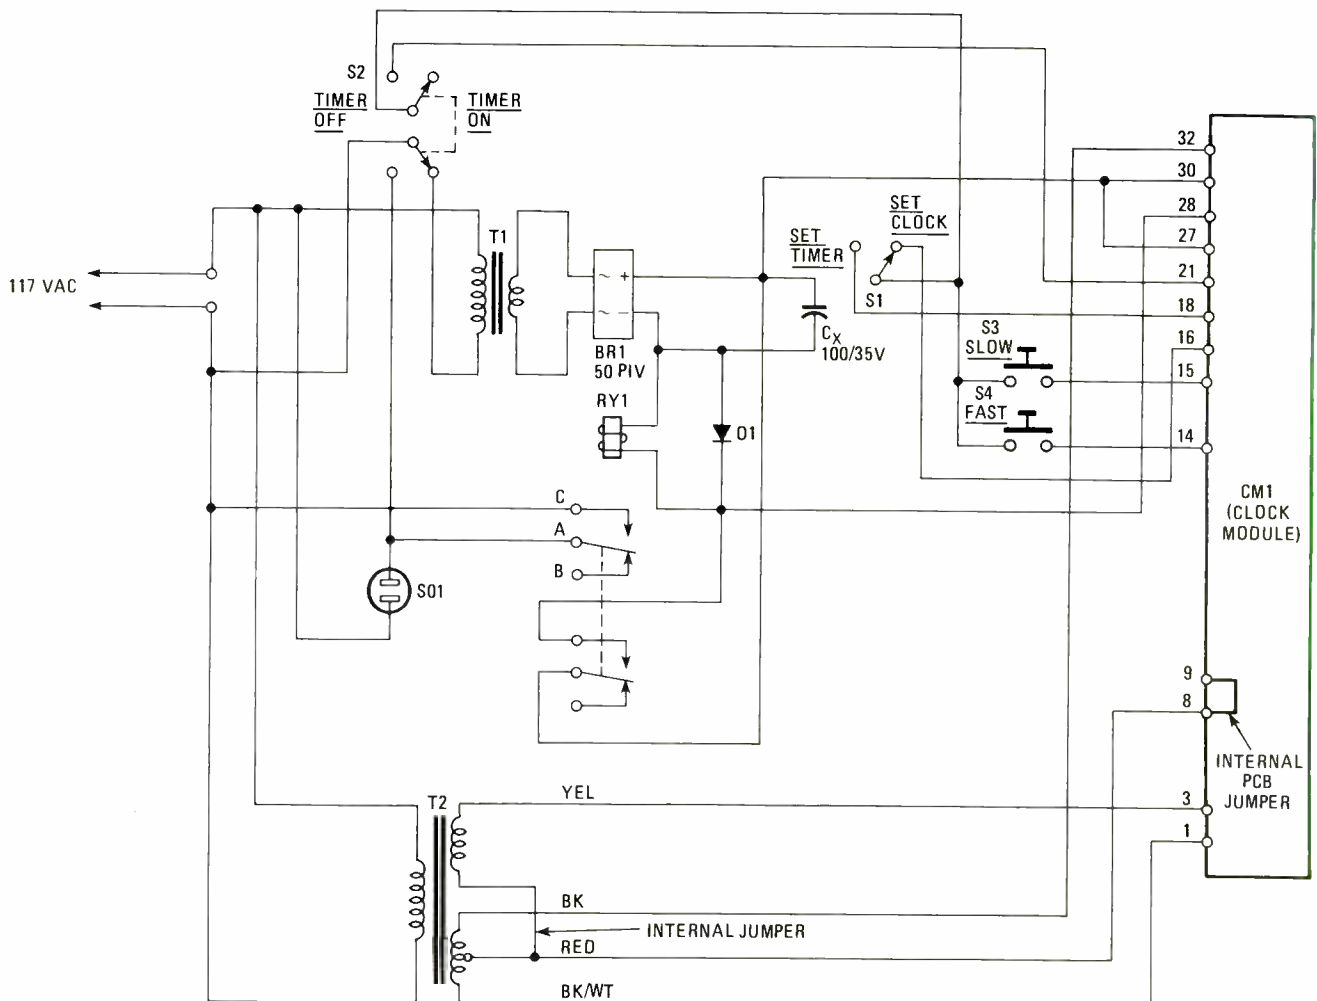 S2
TIMER
OFF
TIMER
ON
117 VAC
T1
~ +
~ -
BR1
50 PIV
RY1
SET
TIMER
SET
CLOCK
S1
CX
100/35V
D1
S3
SLOW
S4
FAST
32
30
28
27
21
18
16
15
14
CM1
(CLOCK
MODULE)
C
A
B
S01
9
8
INTERNAL
PCB
JUMPER
3
1
T2
YEL
BK
INTERNAL JUMPER
RED
BK/WT